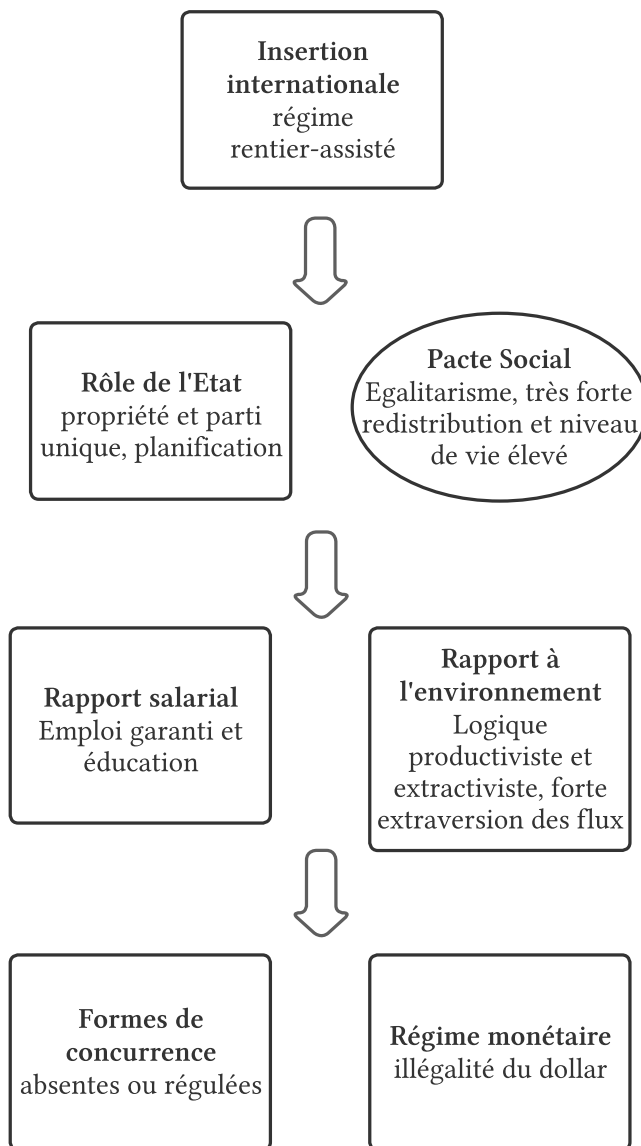 Insertion
internationale
régime
rentier-assisté
Rôle de l'Etat
propriété et parti
unique, planification
Pacte Social
Egalitarisme, très forte
redistribution et niveau
de vie élevé
Rapport salarial
Emploi garanti et
éducation
Rapport à
l'environnement
Logique
productiviste et
extractiviste, forte
extraversion des flux
Formes de
concurrence
absentes ou régulées
Régime monétaire
illégalité du dollar